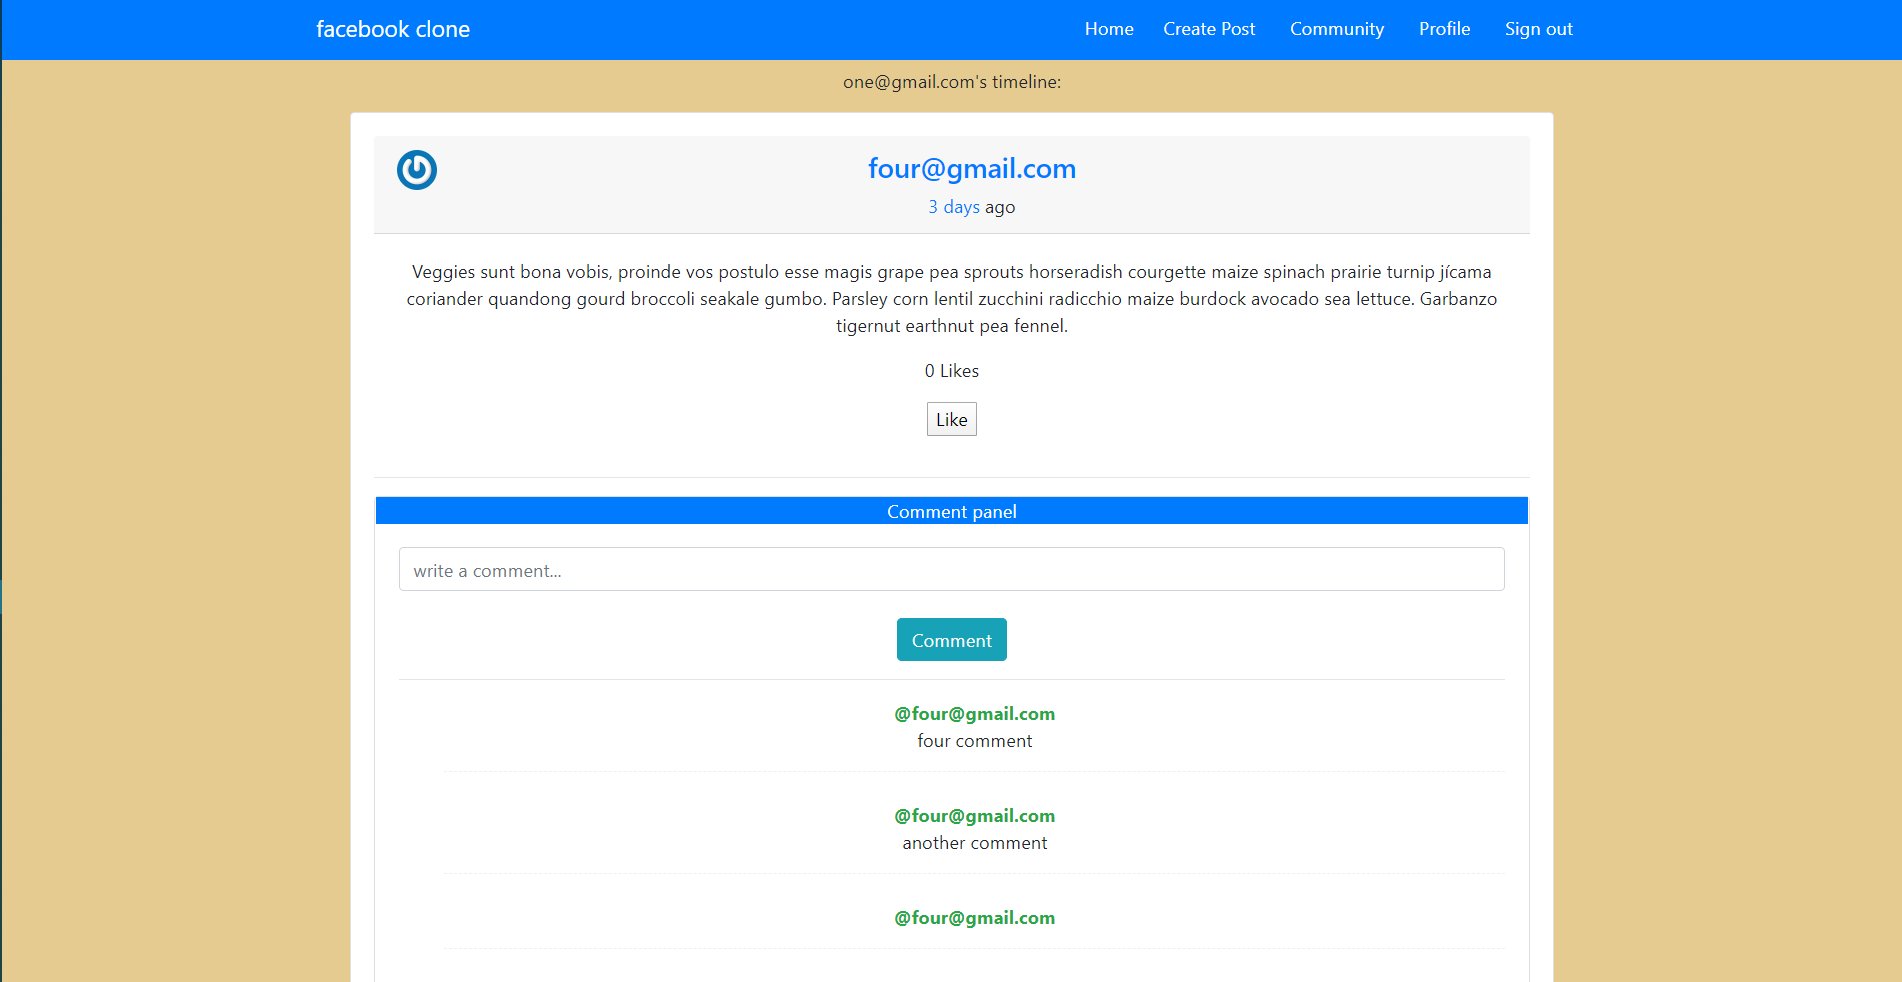 facebook clone
Home Create Post Community Profile Sign out
one@gmail.com's timeline:
four@gmail.com
3 days ago
Veggies sunt bona vobis, proinde vos postulo esse magis grape pea sprouts horseradish courgette maize spinach prairie turnip jícama
coriander quandong gourd broccoli seakale gumbo. Parsley corn lentil zucchini radicchio maize burdock avocado sea lettuce. Garbanzo
tigernut earthnut pea fennel.
0 Likes
Like
Comment panel
write a comment...
Comment
@four@gmail.com
four comment
@four@gmail.com
another comment
@four@gmail.com